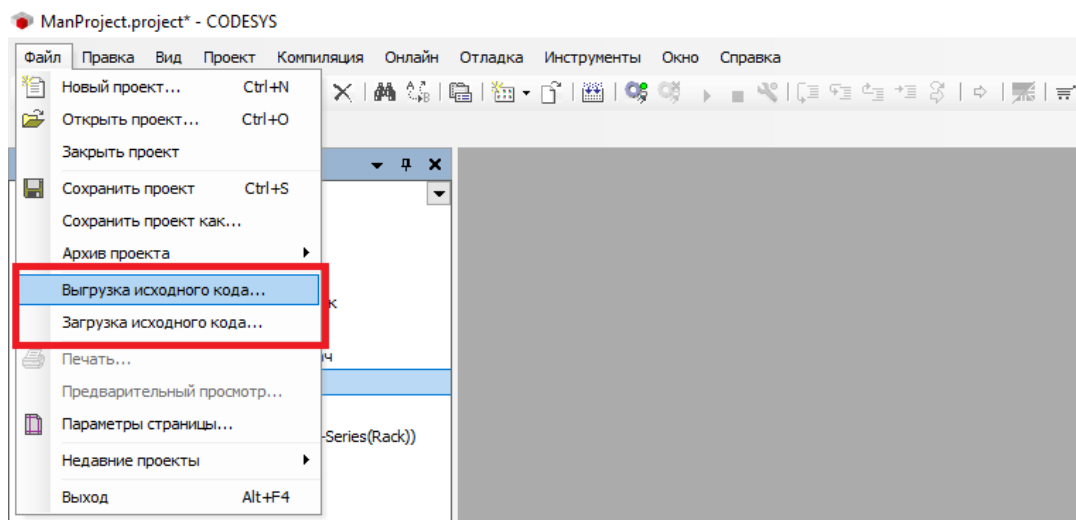 ManProject.project* - CODESYS
Файл Правка Вид Проект Компиляция Онлайн Отладка Инструменты Окно Справка
Новый проект... Ctrl+N
Открыть проект... Ctrl+O
Закрыть проект
Сохранить проект Ctrl+S
Сохранить проект как...
Архив проекта
Выгрузка исходного кода...
Загрузка исходного кода...
Печать...
Предварительный просмотр...
Параметры страницы...
-Series(Rack))
Недавние проекты
Выход Alt+F4